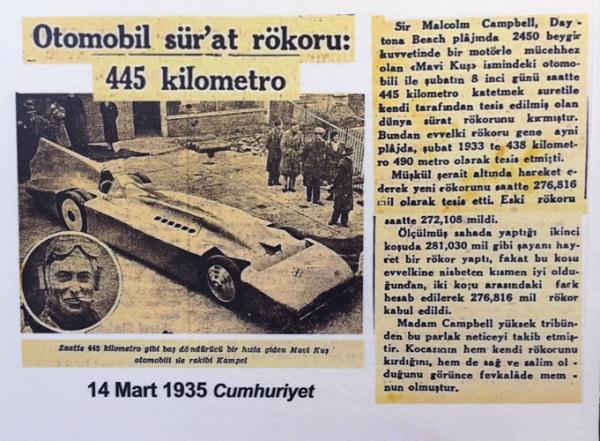 Otomobil sür'at rökoru:
445 kilometro
Saatte 445 kilometro gibi baş döndürücü bir hızla giden Mavi Kuş
otomobili ile rakibi Kampel
14 Mart 1935 Cumhuriyet
Sir Malcolm Campbell, Day
tona Beach plâjında 2450 beygir
kuvvetinde bir motörle mücehhez
olan «Mavi Kuş» ismindeki otomo-
bili ile şubatın 8 inci günü saatte
445 kilometro katetmek suretile
kendi tarafından tesis edilmiş olan
dünya sürat rökorunu kırmıştır.
Bundan evvelki rökoru gene ayni
plâjda, şubat 1933 te 438 kilomet-
ro 490 metro olarak tesis etmişti.
Müşkül şerait altında hareket e-
derek yeni rökorunu saatte 276,816
mil olarak tesis etti. Eski rökoru
saatte 272,108 mildi.
Ölçülmüş sahada yaptığı ikinci
koşuda 281,030 mil gibi şayanı hay-
ret bir rökor yaptı, fakat bu koşu
evvelkine nisbeten kısmen iyi oldu-
ğundan, iki koşu arasındaki fark
hesab edilerek 276,816 mil rökor
kabul edildi.
Madam Campbell yüksek tribün-
den bu parlak neticeyi takib etmiş-
tir. Kocasının hem kendi rökorunu
kırdığını, hem de sağ ve salim ol-
duğunu görünce fevkalâde mem-
nun olmuştur.